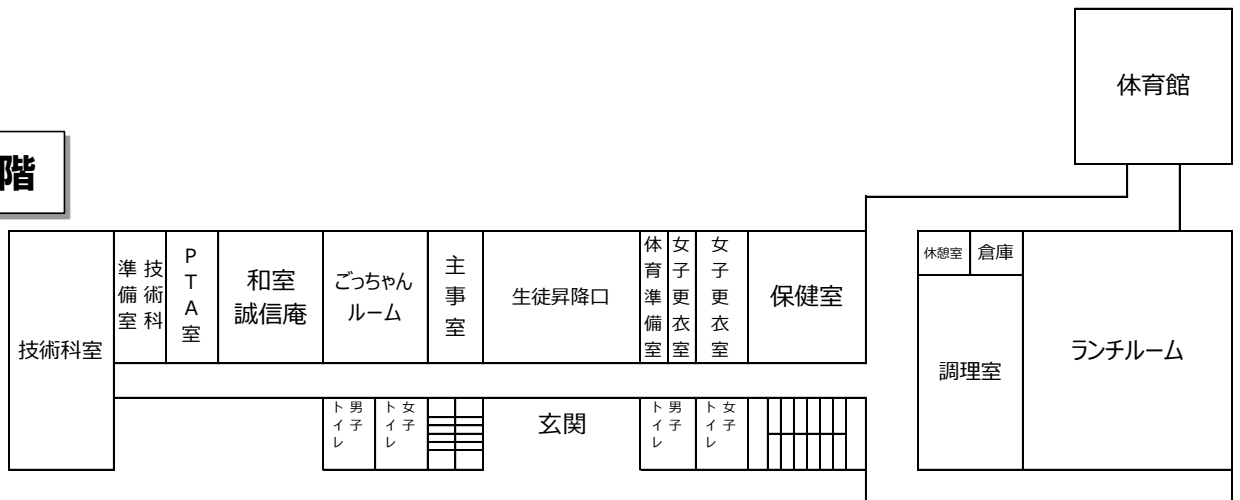 体育館
階
技術科室
技術科
準備室
PTA室
和室
誠信庵
ごっちゃん
ルーム
主事室
生徒昇降口
体育準備室
女子更衣室
女子更衣室
保健室
休憩室
倉庫
調理室
ランチルーム
男子
トイレ
女子
トイレ
玄関
男子
トイレ
女子
トイレ